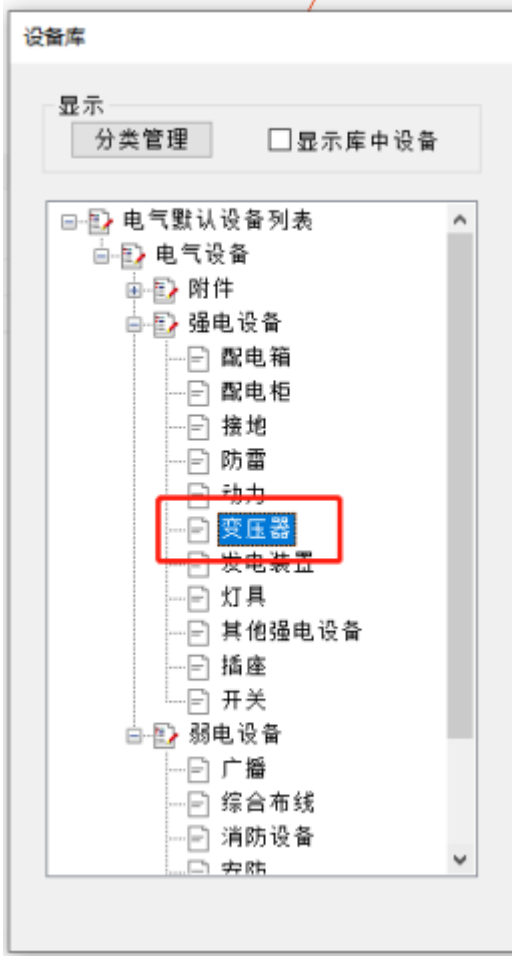 设备库
显示
分类管理
显示库中设备
电气默认设备列表
电气设备
附件
强电设备
配电箱
配电柜
接地
防雷
动力
变压器
发电装置
灯具
其他强电设备
插座
开关
弱电设备
广播
综合布线
消防设备
安防